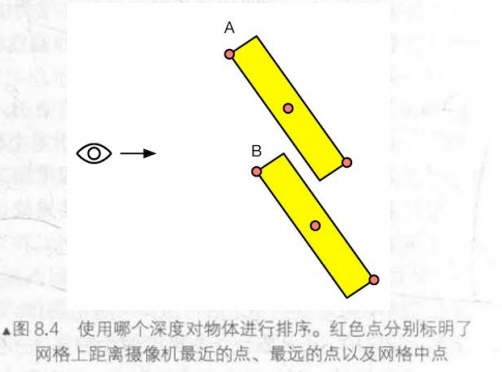 A
B
▲图 8.4 使用哪个深度对物体进行排序。红色点分别标明了
网格上距离摄像机最近的点、最远的点以及网格中点